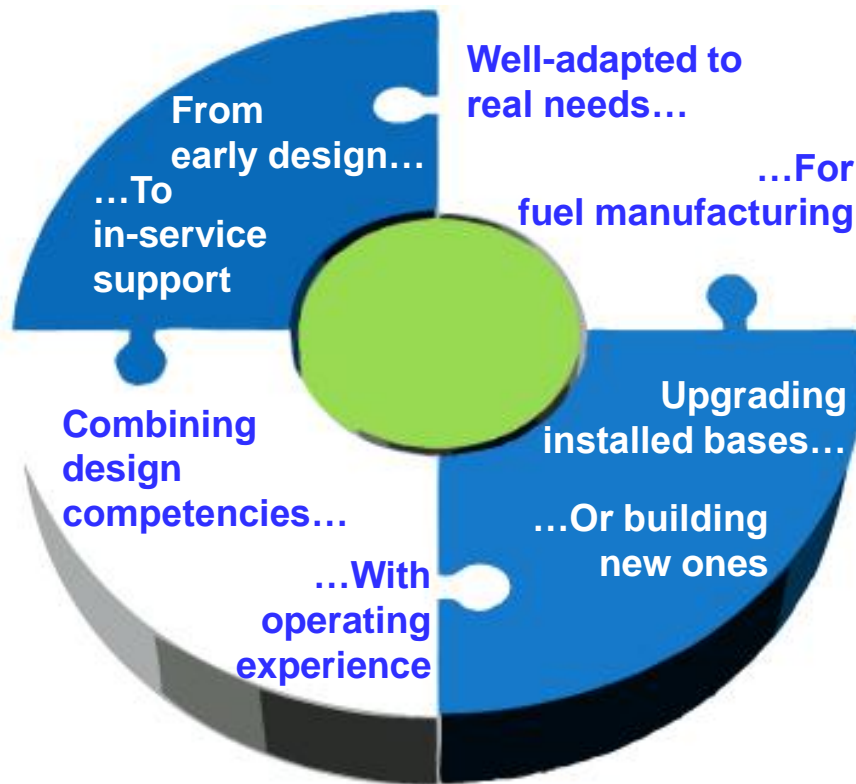 From
early design…
…To
in-service
support
Well-adapted to
real needs…
…For
fuel manufacturing
Combining
design
competencies…
…With
operating
experience
Upgrading
installed bases…
…Or building
new ones